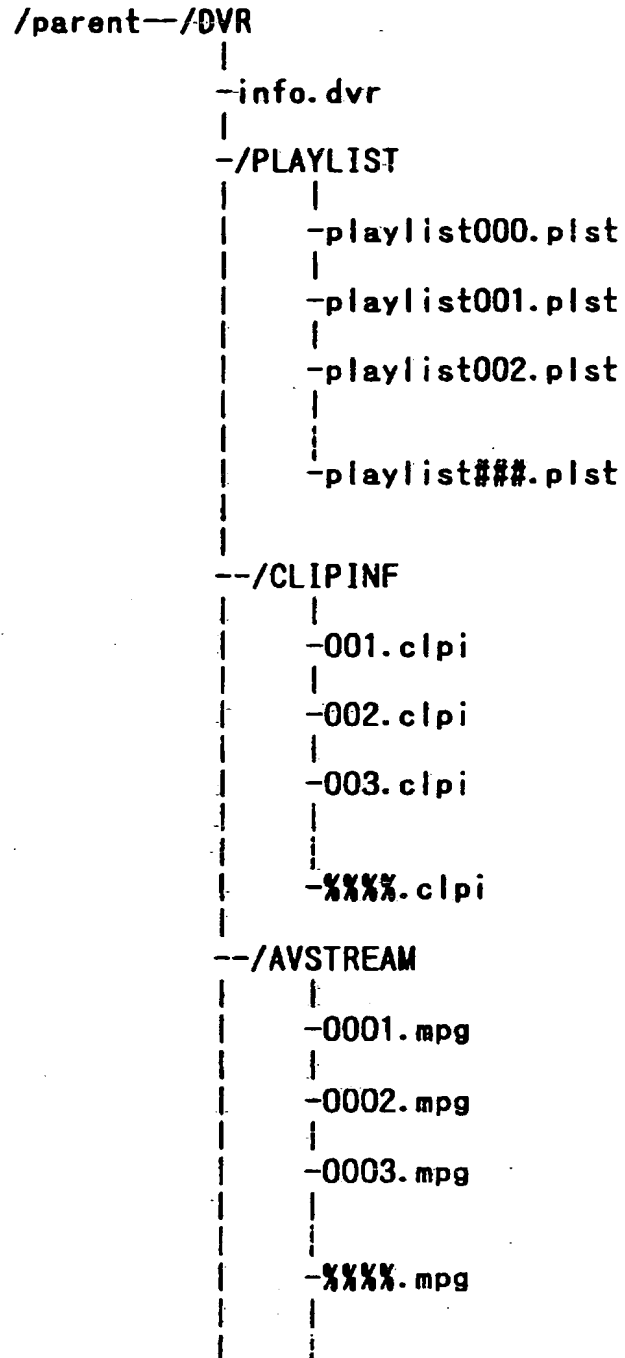 /parent—/DVR
-info.dvr
-/PLAYLIST
-playlist000.plst
-playlist001.plst
-playlist002.plst
-playlist###.plst
--/CLIPINF
-001.clpi
-002.clpi
-003.clpi
-%%%%.clpi
--/AVSTREAM
-0001.mpg
-0002.mpg
-0003.mpg
-%%%%.mpg